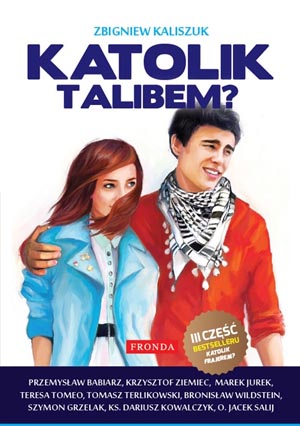 ZBIGNIEW KALISZUK
KATOLIK
TALIBEM?
III CZĘŚĆ
BESTSELLERU
KATOLIK
FRAJEREM?
FRONDA
PRZEMYSŁAW BABIARZ, KRZYSZTOF ZIEMIEC, MAREK JUREK,
TERESA TOMEO, TOMASZ TERLIKOWSKI, BRONISŁAW WILDSTEIN,
SZYMON GRZELAK, KS. DARIUSZ KOWALCZYK, O. JACEK SALIJ